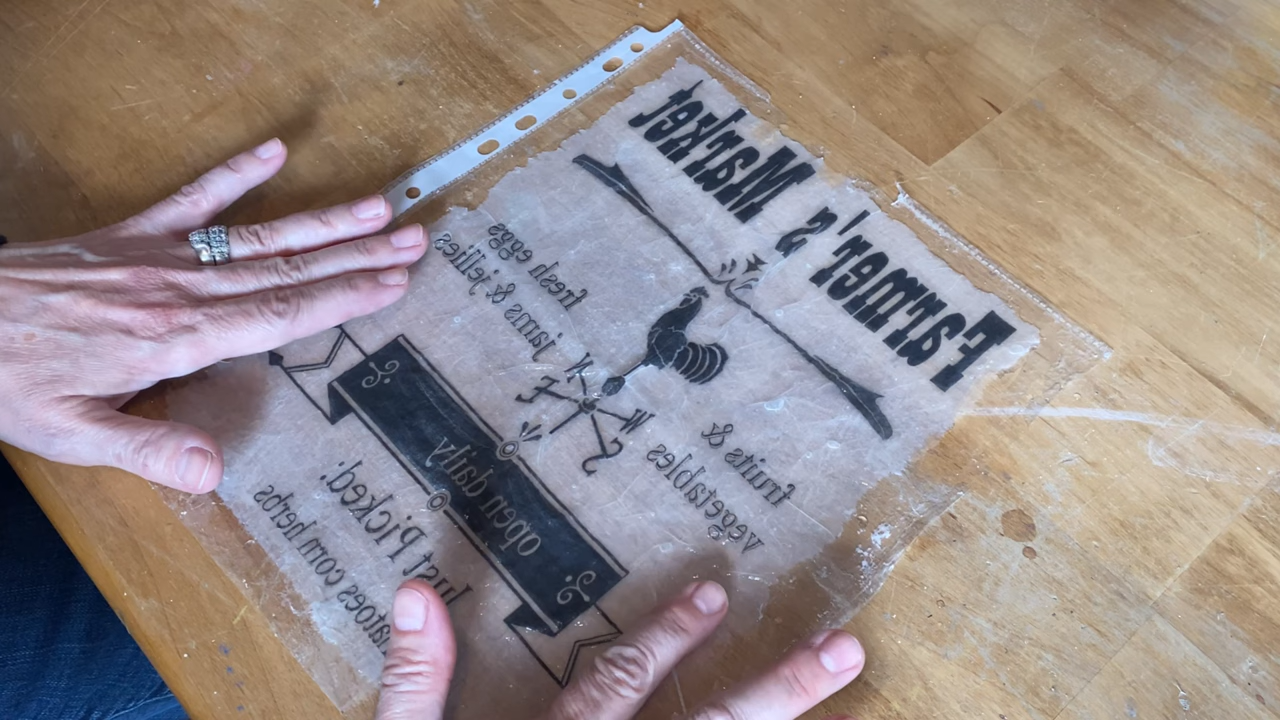 Farmer's Market
fruits &
vegetables
fresh eggs
jams & jellies
N
W E
S
open daily
Just Picked:
corn herbs